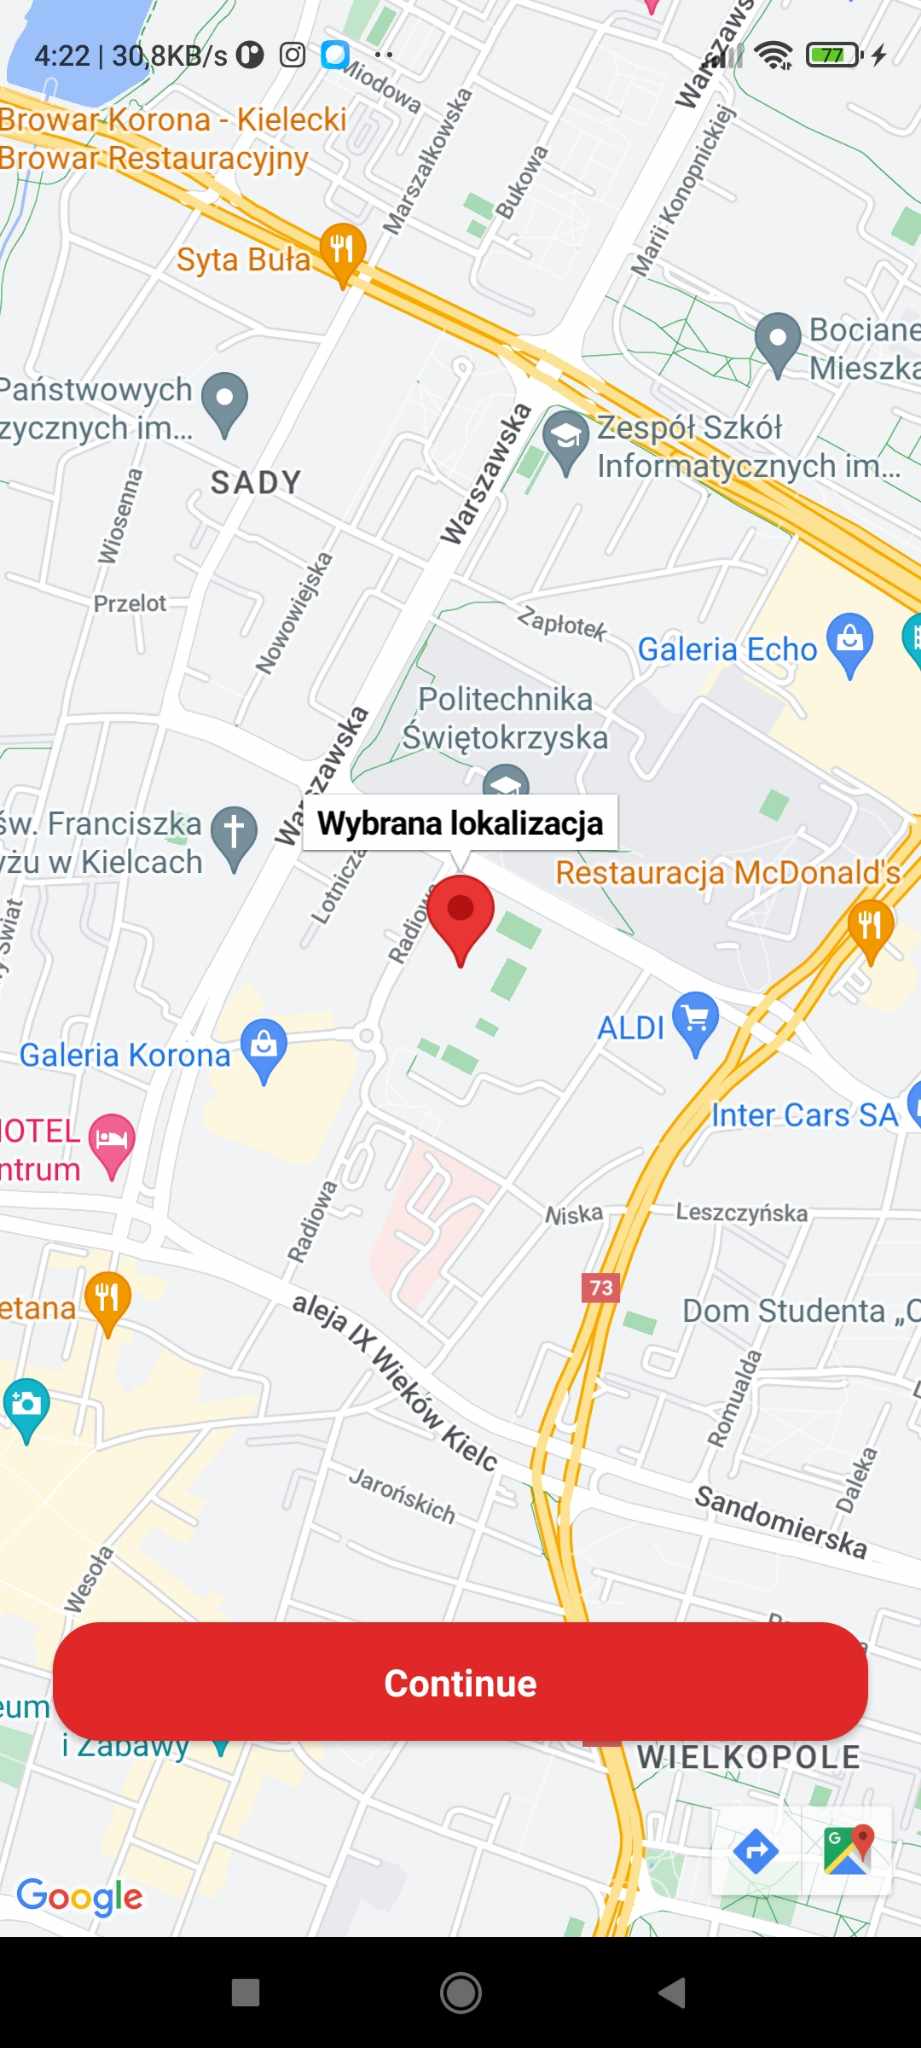 4:22 | 30,8KB/s
77
Miodowa
Warszawska
Browar Korona - Kielecki
Browar Restauracyjny
Marszałkowska
Bukowa
Marii Konopnickiej
Syta Buła
Państwowych
zycznych im...
Bociane
Mieszka
Zespół Szkół
Informatycznych im...
SADY
Warszawska
Wiosenna
Przelot
Nowowiejska
Zapłotek
Galeria Echo
Politechnika
Świętokrzyska
Warszawska
św. Franciszka
yżu w Kielcach
Wybrana lokalizacja
Lotnicza
Radiowa
Restauracja McDonald's
y Świat
ALDI
Galeria Korona
Inter Cars SA
HOTEL
ntrum
Radiowa
Niska
Leszczyńska
73
etana
aleja IX Wieków Kielc
Dom Studenta „C
Romualda
Daleka
Jarońskich
Sandomierska
Wesoła
Continue
eum
i Zabawy
WIELKOPOLE
Google